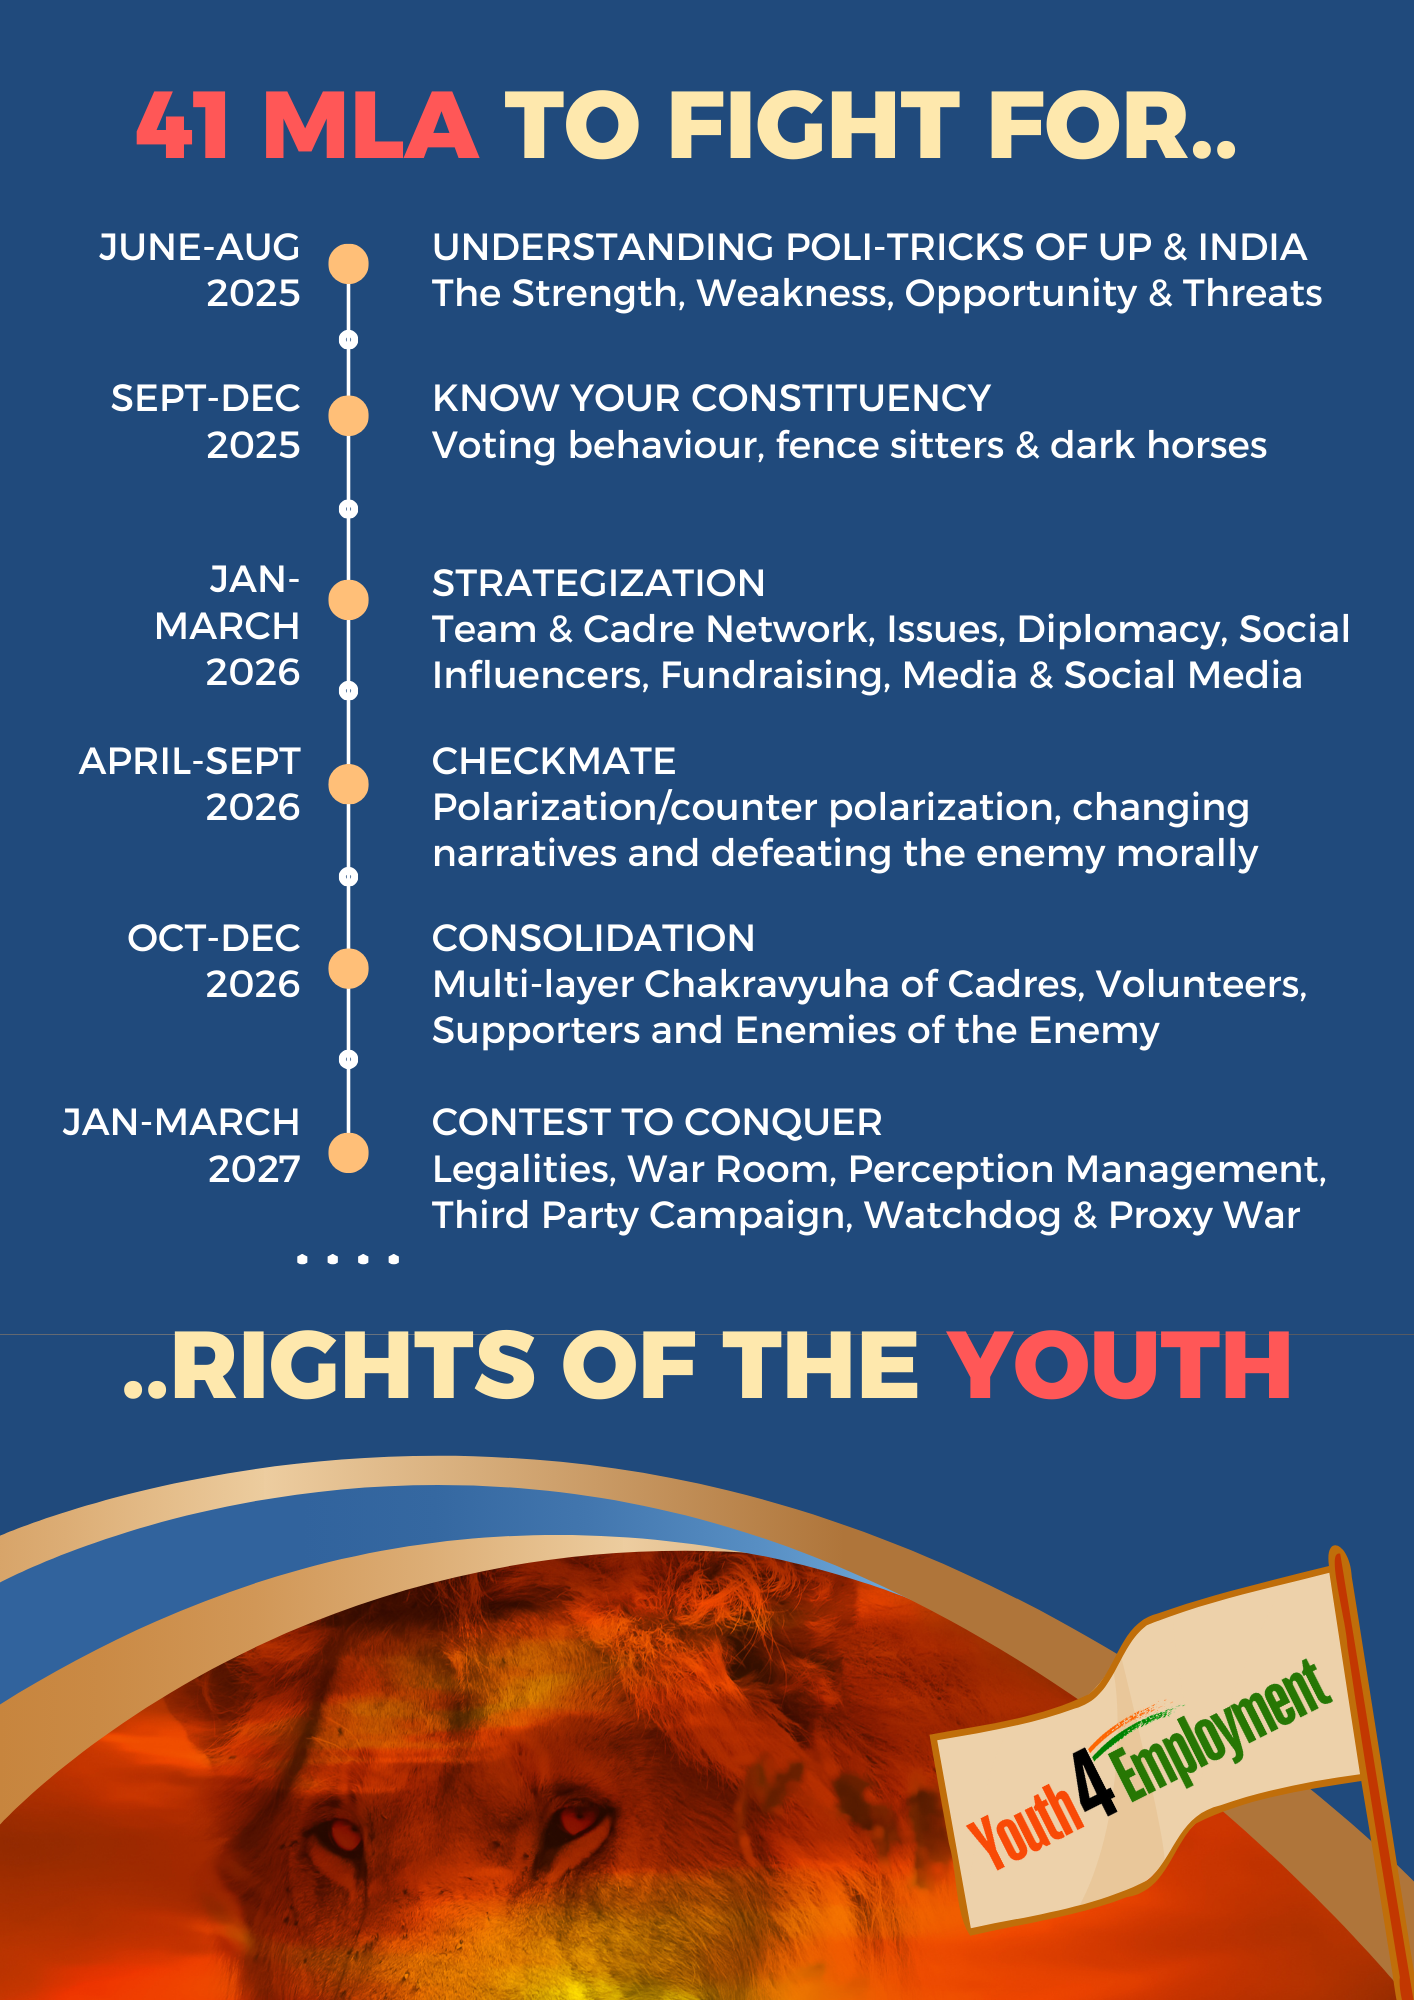 41 MLA TO FIGHT FOR..
JUNE-AUG
2025
UNDERSTANDING POLI-TRICKS OF UP & INDIA
The Strength, Weakness, Opportunity & Threats
SEPT-DEC
2025
KNOW YOUR CONSTITUENCY
Voting behaviour, fence sitters & dark horses
JAN-
MARCH
2026
STRATEGIZATION
Team & Cadre Network, Issues, Diplomacy, Social
Influencers, Fundraising, Media & Social Media
APRIL-SEPT
2026
CHECKMATE
Polarization/counter polarization, changing
narratives and defeating the enemy morally
OCT-DEC
2026
CONSOLIDATION
Multi-layer Chakravyuha of Cadres, Volunteers,
Supporters and Enemies of the Enemy
JAN-MARCH
2027
CONTEST TO CONQUER
Legalities, War Room, Perception Management,
Third Party Campaign, Watchdog & Proxy War
....
..RIGHTS OF THE YOUTH
Youth4Employment